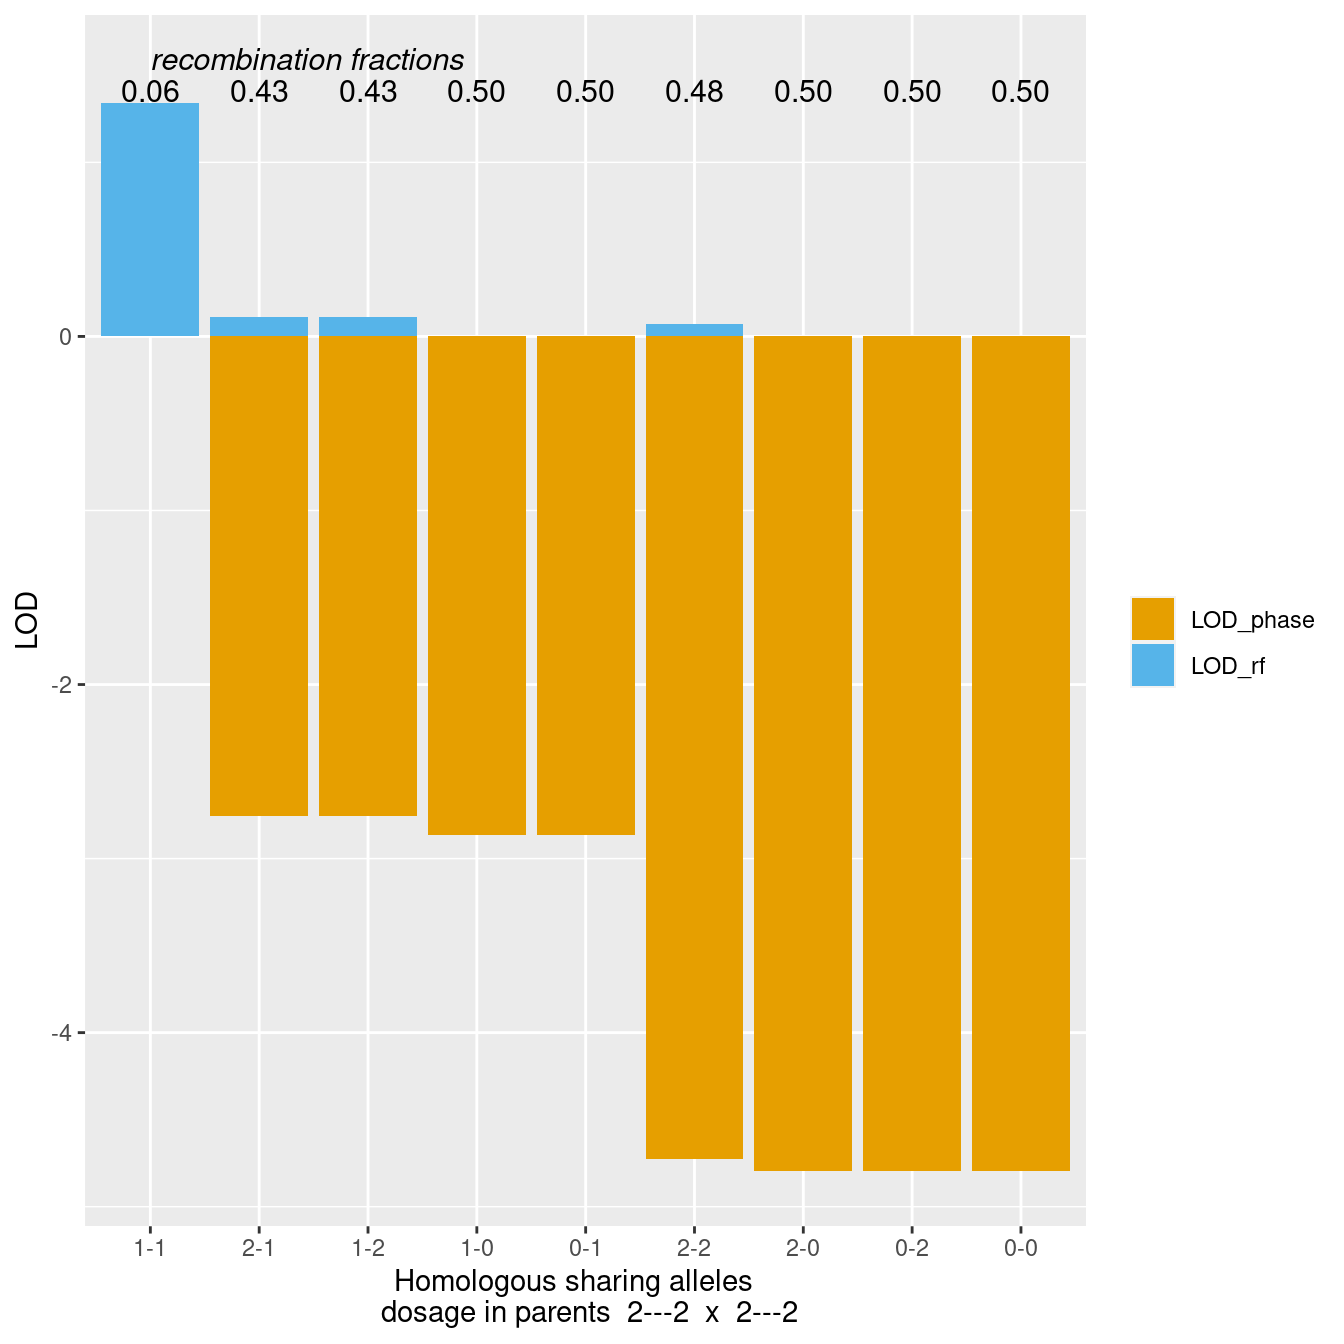 recombination fractions
0.06 0.43 0.43 0.50 0.50 0.48 0.50 0.50 0.50
0
-2
-4
LOD
LOD_phase
LOD_rf
1-1 2-1 1-2 1-0 0-1 2-2 2-0 0-2 0-0
Homologous sharing alleles
dosage in parents 2---2 x 2---2